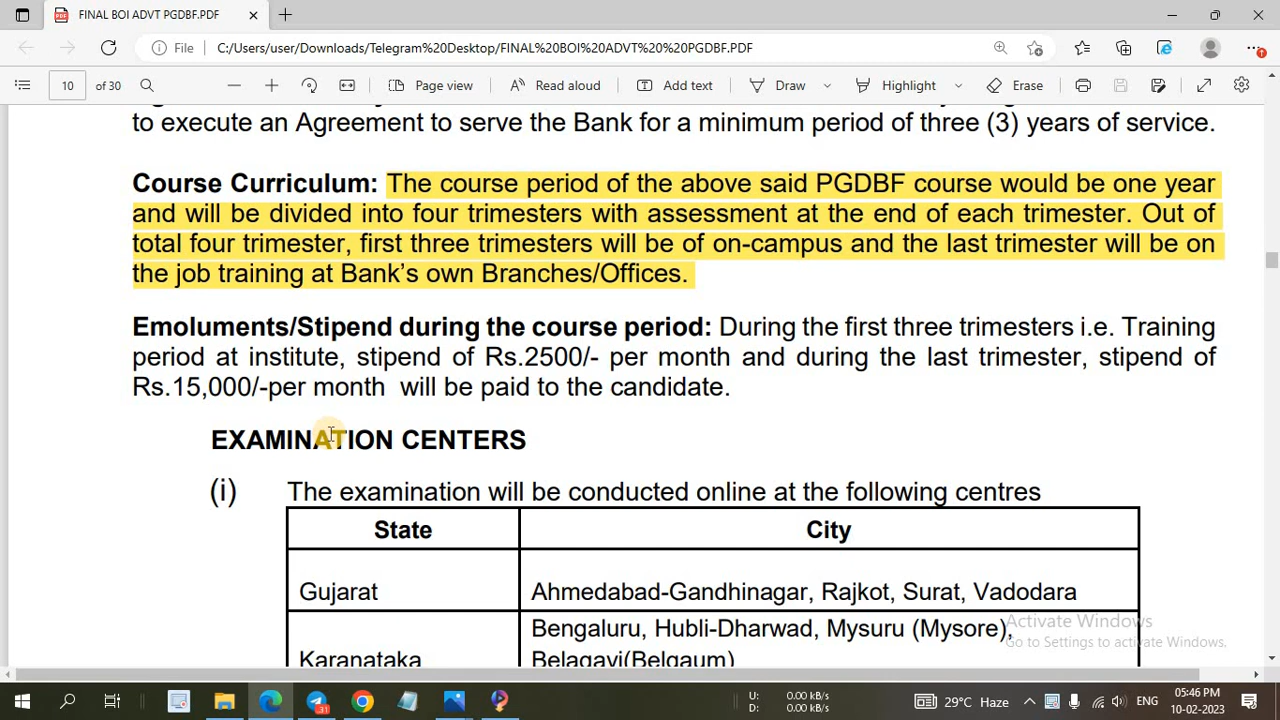 FINAL BOI ADVT PGDBF.PDF
File C:/Users/user/Downloads/Telegram%20Desktop/FINAL%20BOI%20ADVT%20%20PGDBF.PDF
10 of 30 Page view Read aloud Add text Draw Highlight Erase
to execute an Agreement to serve the Bank for a minimum period of three (3) years of service.
Course Curriculum: The course period of the above said PGDBF course would be one year
and will be divided into four trimesters with assessment at the end of each trimester. Out of
total four trimester, first three trimesters will be of on-campus and the last trimester will be on
the job training at Bank's own Branches/Offices.
Emoluments/Stipend during the course period: During the first three trimesters i.e. Training
period at institute, stipend of Rs.2500/- per month and during the last trimester, stipend of
Rs.15,000/-per month will be paid to the candidate.
EXAMINATION CENTERS
(i) The examination will be conducted online at the following centres
State City
Gujarat Ahmedabad-Gandhinagar, Rajkot, Surat, Vadodara
Bengaluru, Hubli-Dharwad, Mysuru (Mysore),
Karanataka Belagavi(Belgaum)
Activate Windows
Go to Settings to activate Windows.
31
U: 0.00 kB/s
D: 0.00 kB/s
29°C Haze
ENG
05:46 PM
10-02-2023